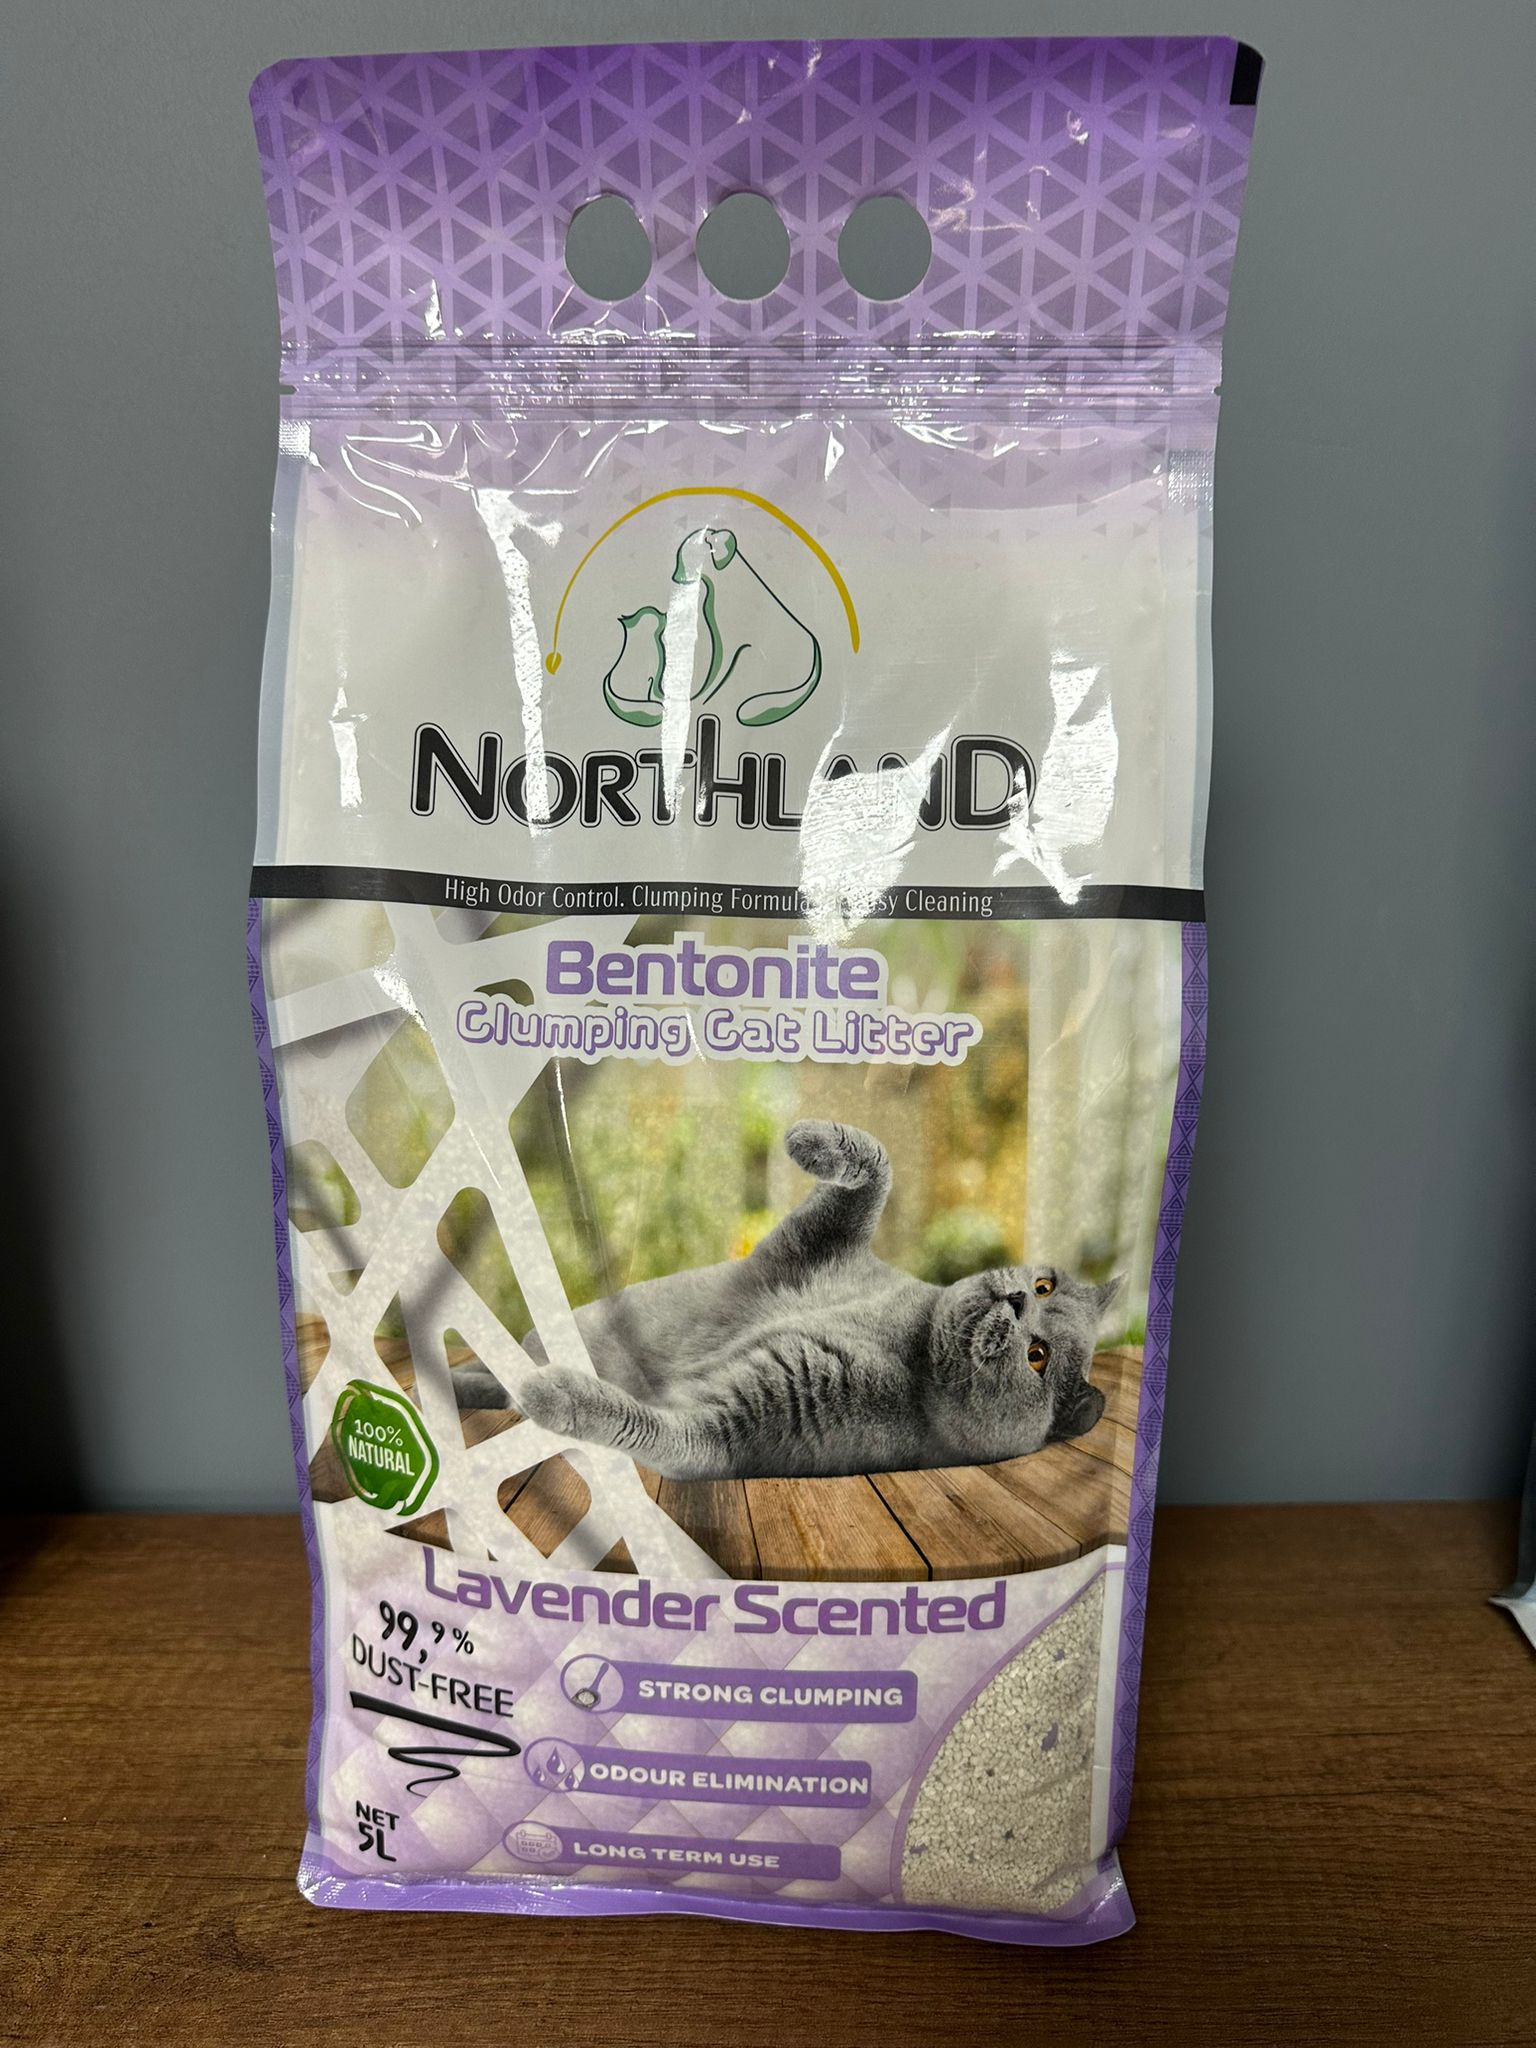 NORTHLAND
High Odor Control. Clumping Formula Easy Cleaning
Bentonite
Clumping Cat Litter
100%
NATURAL
Lavender Scented
99,9%
DUST-FREE
STRONG CLUMPING
ODOUR ELIMINATION
LONG TERM USE
NET
5L